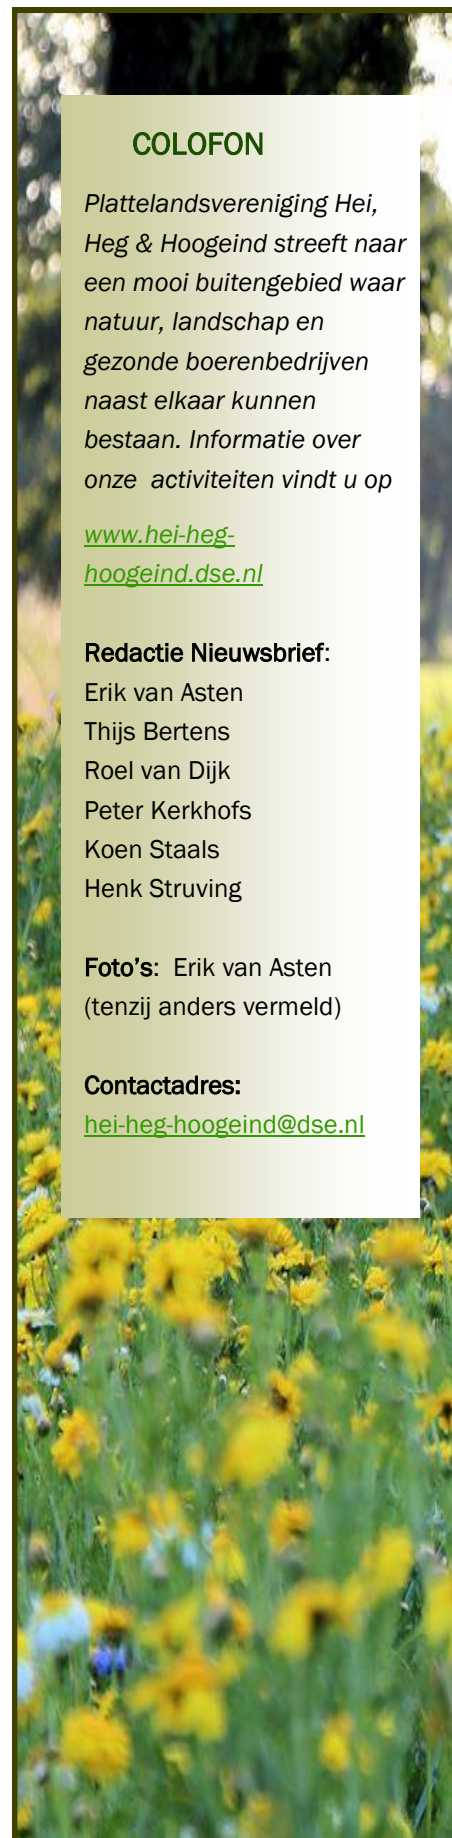 COLOFON
Plattelandsvereniging Hei,
Heg & Hoogeind streeft naar
een mooi buitengebied waar
natuur, landschap en
gezonde boerenbedrijven
naast elkaar kunnen
bestaan. Informatie over
onze  activiteiten vindt u op
www.hei-heg-
hoogeind.dse.nl
Redactie Nieuwsbrief:
Erik van Asten
Thijs Bertens
Roel van Dijk
Peter Kerkhofs
Koen Staals
Henk Struving
Foto’s:  Erik van Asten
(tenzij anders vermeld)
Contactadres:
hei-heg-hoogeind@dse.nl